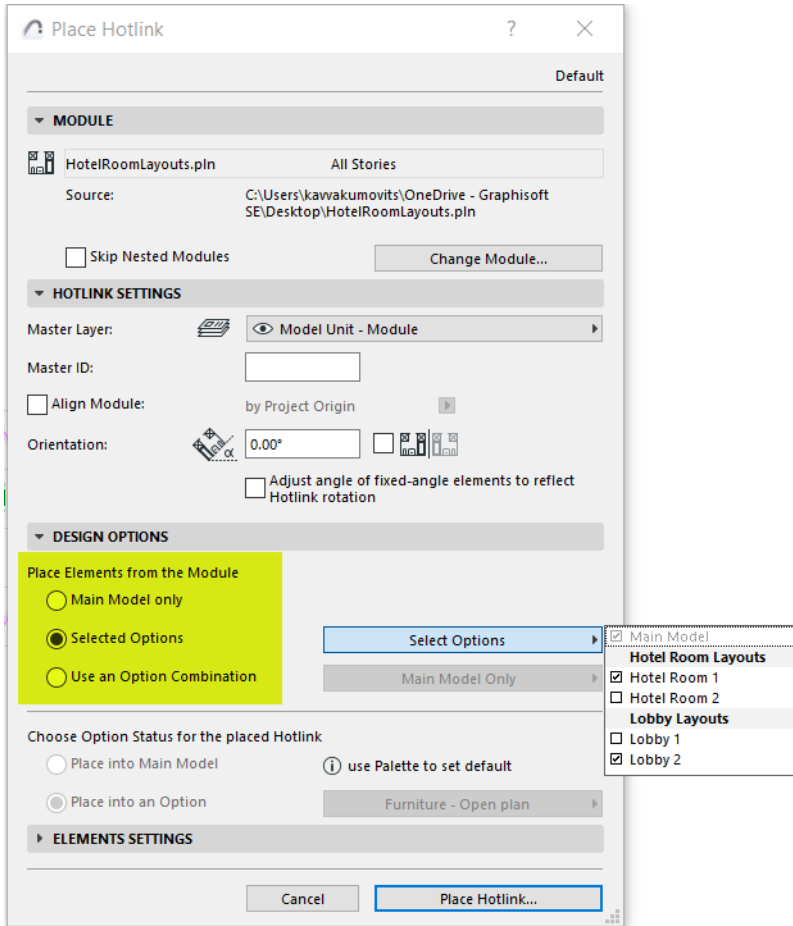 Place Hotlink
?
Default
MODULE
HotelRoomLayouts.pln All Stories
Source: C:\Users\kavvakumovits\OneDrive - Graphisoft
SE\Desktop\HotelRoomLayouts.pln
Skip Nested Modules Change Module...
HOTLINK SETTINGS
Master Layer: Model Unit - Module
Master ID:
Align Module: by Project Origin
Orientation: α 0.00°
Adjust angle of fixed-angle elements to reflect
Hotlink rotation
DESIGN OPTIONS
Place Elements from the Module
Main Model only
Selected Options Select Options
Use an Option Combination Main Model Only
Main Model
Hotel Room Layouts
Hotel Room 1
Hotel Room 2
Lobby Layouts
Lobby 1
Lobby 2
Choose Option Status for the placed Hotlink
Place into Main Model i use Palette to set default
Place into an Option Furniture - Open plan
ELEMENTS SETTINGS
Cancel Place Hotlink...